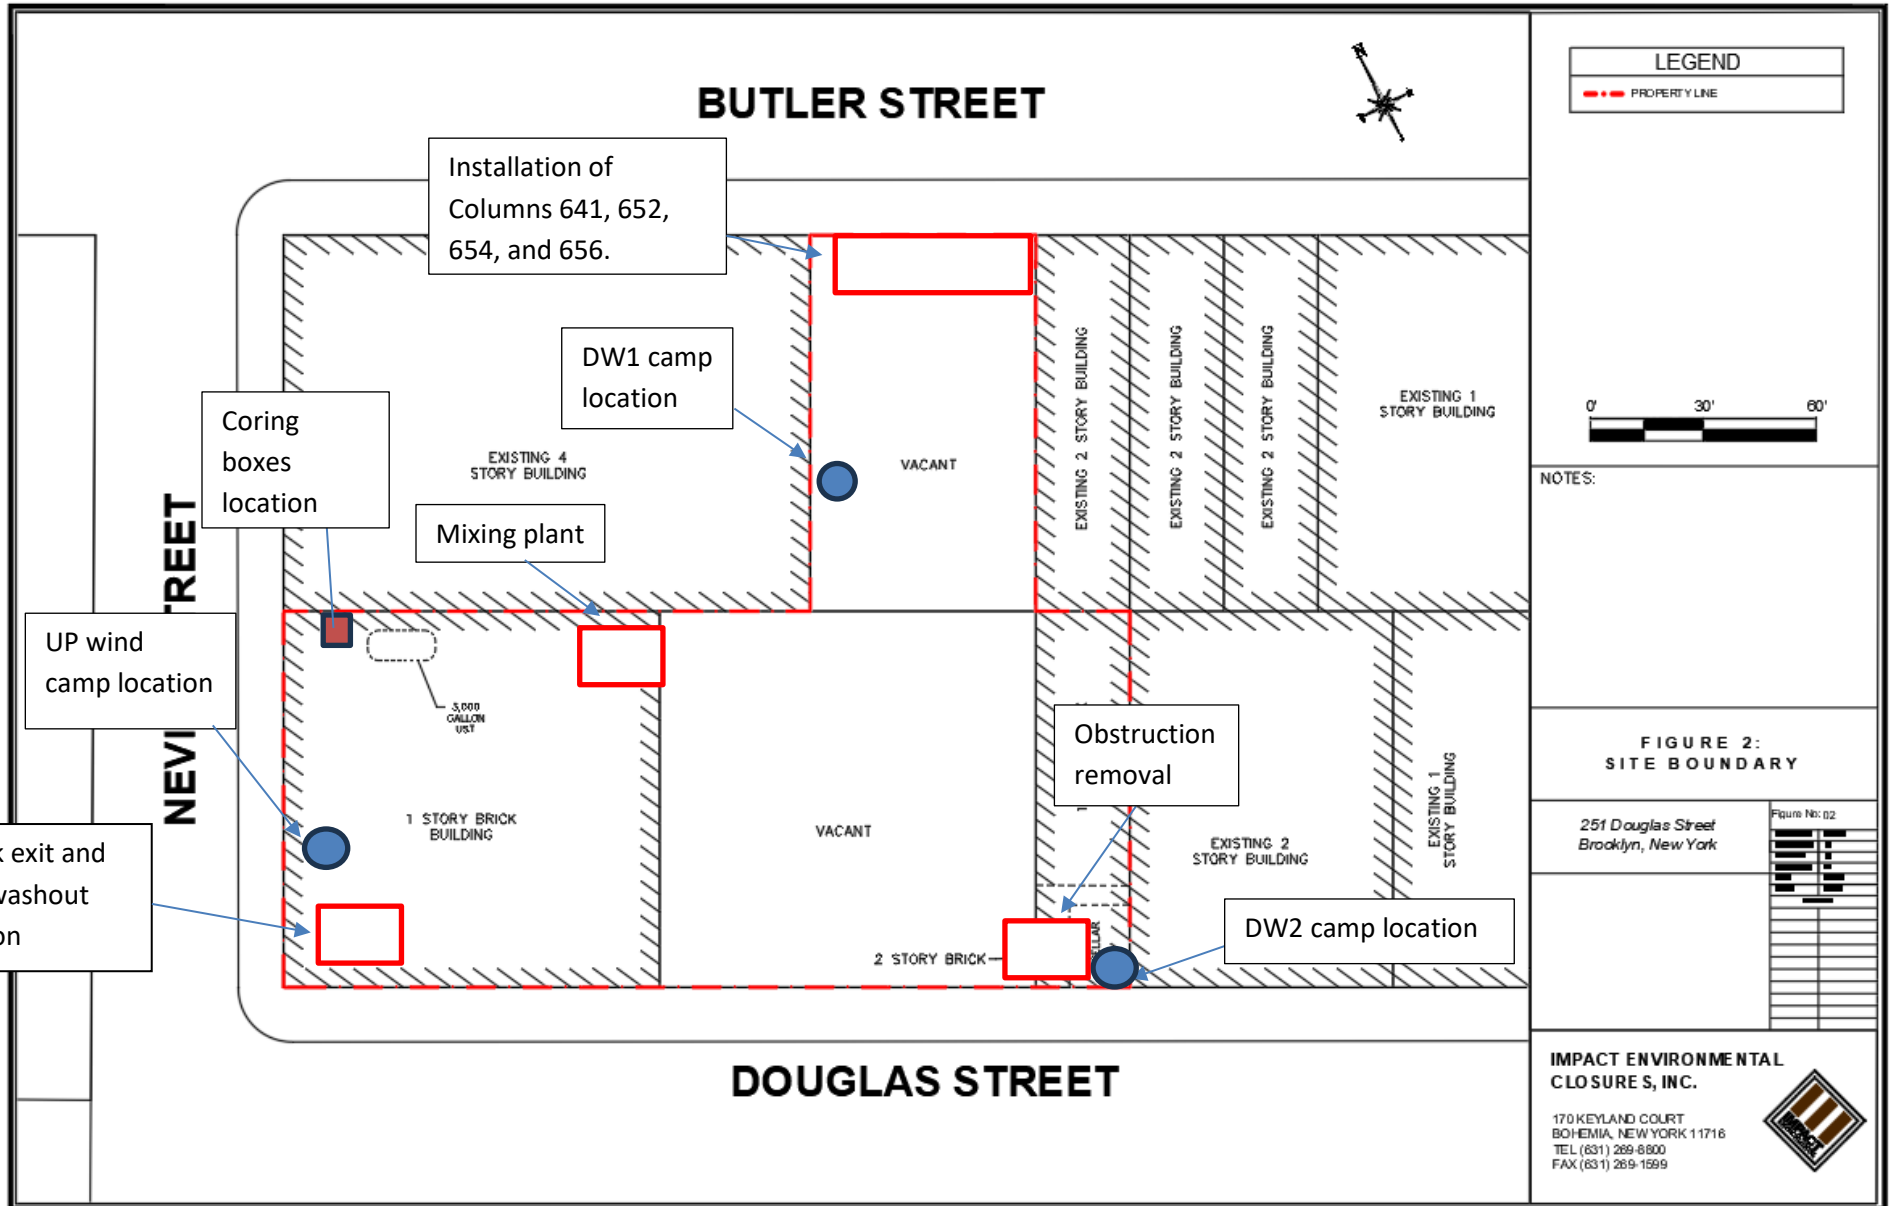 BUTLER STREET
N
LEGEND
PROPERTY LINE
Installation of
Columns 641, 652,
654, and 656.
DW1 camp
location
Coring
boxes
location
EXISTING 4
STORY BUILDING
VACANT
EXISTING 2 STORY BUILDING
EXISTING 2 STORY BUILDING
EXISTING 2 STORY BUILDING
EXISTING 1
STORY BUILDING
0'
30'
60'
NOTES:
Mixing plant
UP wind
camp location
3,000
GALLON
UST
Obstruction
removal
1 STORY BRICK
BUILDING
VACANT
EXISTING 2
STORY BUILDING
EXISTING 1
STORY BUILDING
exit and
washout
2 STORY BRICK
DW2 camp location
DOUGLAS STREET
FIGURE 2:
SITE BOUNDARY
251 Douglas Street
Brooklyn, New York
Figure No: 02
IMPACT ENVIRONMENTAL
CLOSURES, INC.
170 KEYLAND COURT
BOHEMIA, NEW YORK 11716
TEL (631) 269-8800
FAX (631) 269-1599
IMPACT